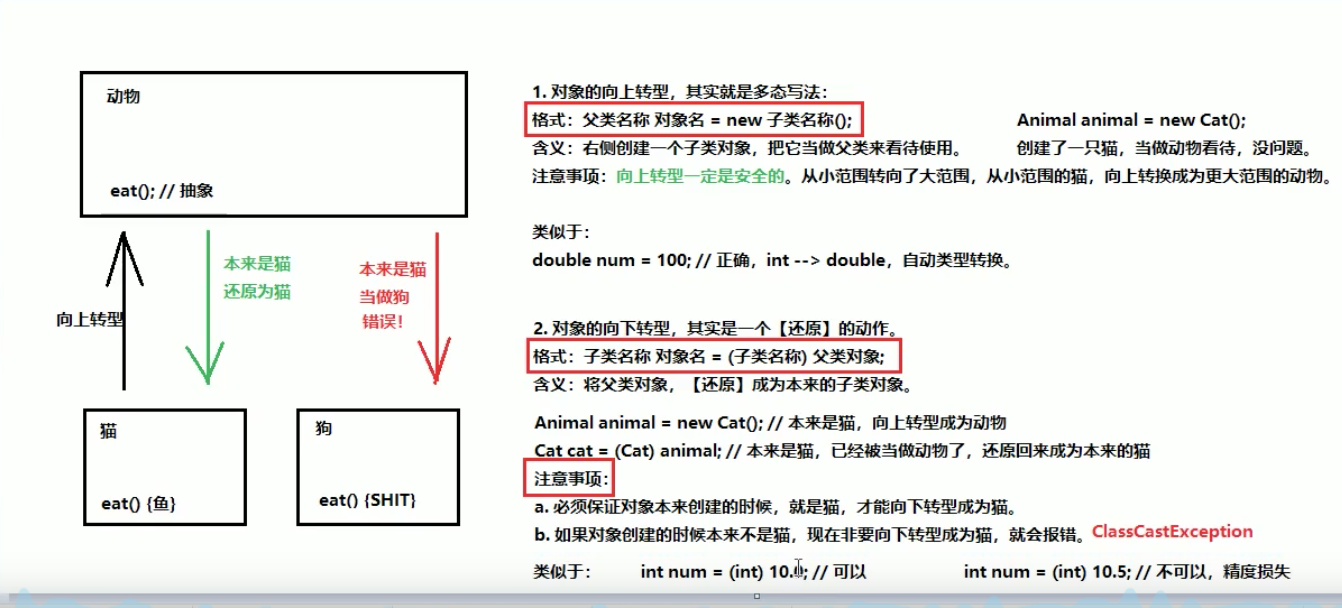 动物
eat(); // 抽象
本来是猫
还原为猫
本来是猫
当做狗
错误！
向上转型
猫
eat() {鱼}
狗
eat() {SHIT}
1. 对象的向上转型，其实就是多态写法：
格式：父类名称 对象名 = new 子类名称();
Animal animal = new Cat();
含义：右侧创建一个子类对象，把它当做父类来看待使用。
创建了一只猫，当做动物看待，没问题。
注意事项：向上转型一定是安全的。从小范围转向了大范围，从小范围的猫，向上转换成为更大范围的动物。
类似于：
double num = 100; // 正确，int --> double，自动类型转换。
2. 对象的向下转型，其实是一个【还原】的动作。
格式：子类名称 对象名 = (子类名称) 父类对象;
含义：将父类对象，【还原】成为本来的子类对象。
Animal animal = new Cat(); // 本来是猫，向上转型成为动物
Cat cat = (Cat) animal; // 本来是猫，已经被当做动物了，还原回来成为本来的猫
注意事项：
a. 必须保证对象本来创建的时候，就是猫，才能向下转型成为猫。
b. 如果对象创建的时候本来不是猫，现在非要向下转型成为猫，就会报错。ClassCastException
类似于： int num = (int) 10.0; // 可以 int num = (int) 10.5; // 不可以，精度损失